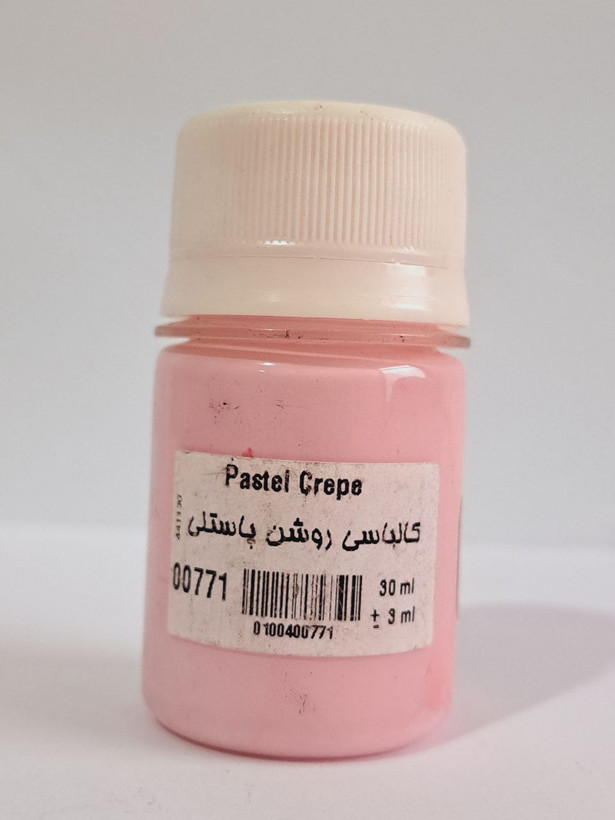 Pastel Crepe
کالباسی روشن پاستلی
00771
30 ml
± 3 ml
0100400771